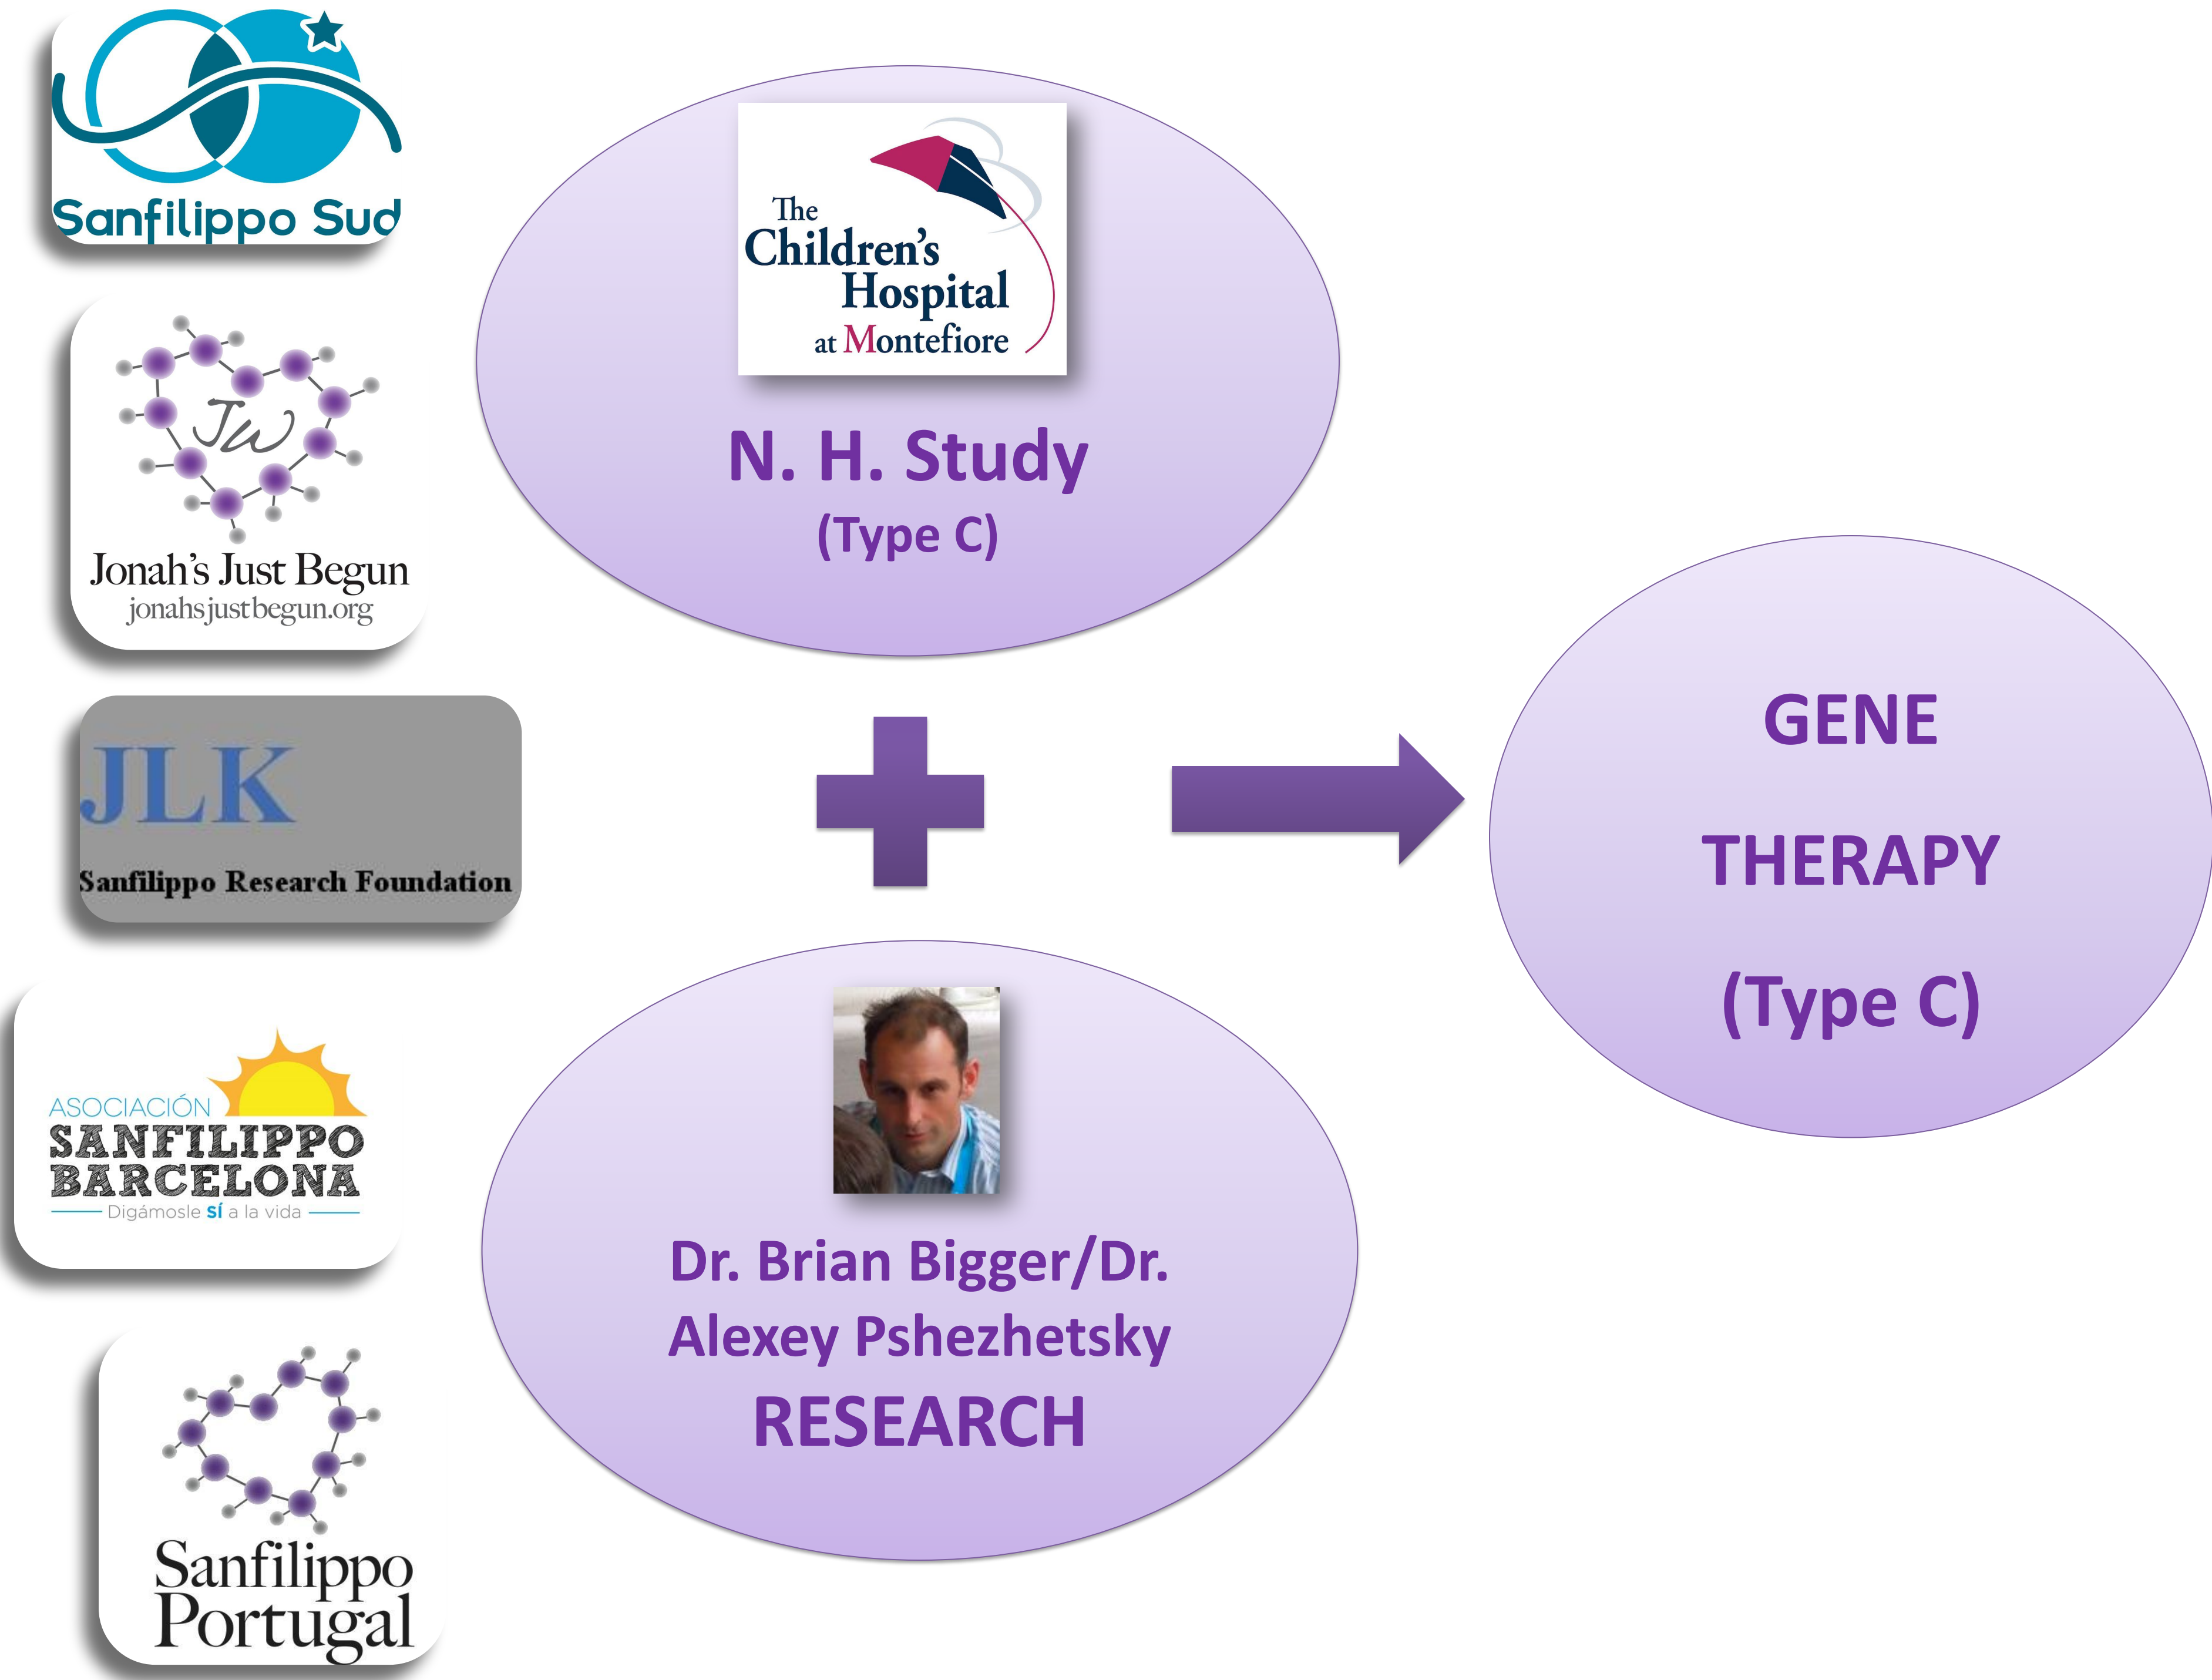 Sanfilippo Sud
JW
Jonah's Just Begun
jonahsjustbegun.org
JLK
Sanfilippo Research Foundation
ASOCIACIÓN
SANFILIPPO
BARCELONA
Digámosle SÍ a la vida
Sanfilippo
Portugal
The
Children's
Hospital
at Montefiore
N. H. Study
(Type C)
Dr. Brian Bigger/Dr.
Alexey Pshezhetsky
RESEARCH
GENE
THERAPY
(Type C)